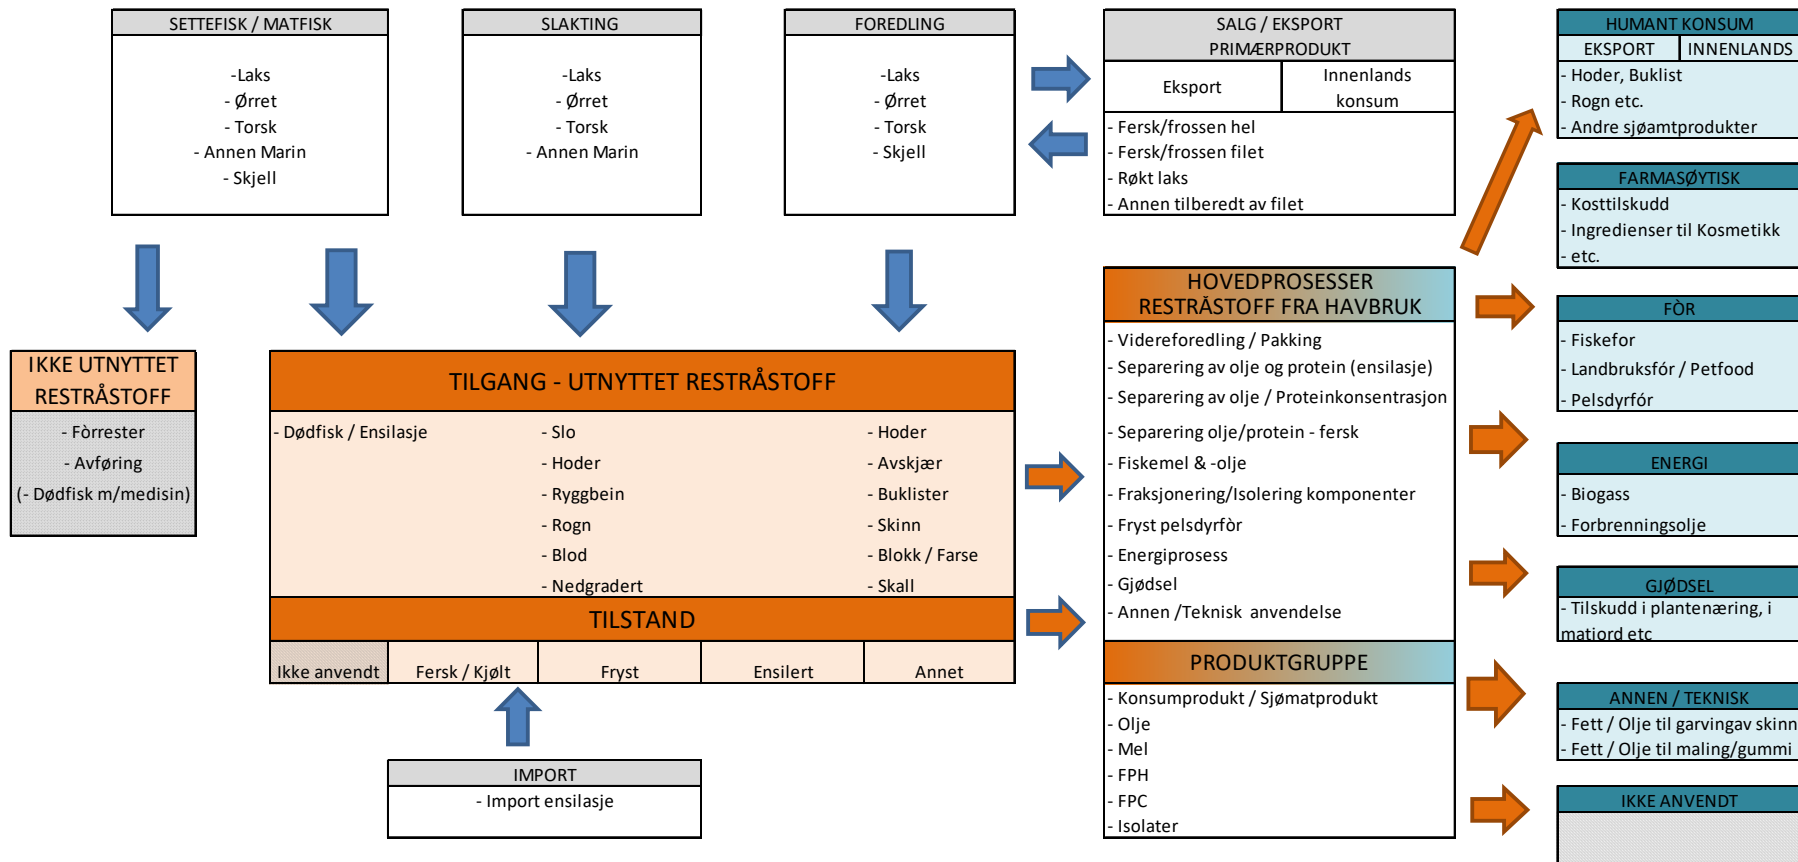 SETTEFISK / MATFISK
-Laks
- Ørret
- Torsk
- Annen Marin
- Skjell
SLAKTING
-Laks
- Ørret
- Torsk
- Annen Marin
FOREDLING
-Laks
- Ørret
- Torsk
- Skjell
SALG / EKSPORT
PRIMÆRPRODUKT
Eksport
Innenlands
konsum
- Fersk/frossen hel
- Fersk/frossen filet
- Røkt laks
- Annen tilberedt av filet
HUMANT KONSUM
EKSPORT
INNENLANDS
- Hoder, Buklist
- Rogn etc.
- Andre sjøamtprodukter
FARMASØYTISK
- Kosttilskudd
- Ingredienser til Kosmetikk
- etc.
IKKE UTNYTTET
RESTRÅSTOFF
- Fòrrester
- Avføring
(- Dødfisk m/medisin)
TILGANG - UTNYTTET RESTRÅSTOFF
- Dødfisk / Ensilasje
- Slo
- Hoder
- Ryggbein
- Rogn
- Blod
- Nedgradert
- Hoder
- Avskjær
- Buklister
- Skinn
- Blokk / Farse
- Skall
TILSTAND
Ikke anvendt
Fersk / Kjølt
Fryst
Ensilert
Annet
IMPORT
- Import ensilasje
HOVEDPROSESSER
RESTRÅSTOFF FRA HAVBRUK
- Videreforedling / Pakking
- Separering av olje og protein (ensilasje)
- Separering av olje / Proteinkonsentrasjon
- Separering olje/protein - fersk
- Fiskemel & -olje
- Fraksjonering/Isolering komponenter
- Fryst pelsdyrfòr
- Energiprosess
- Gjødsel
- Annen /Teknisk anvendelse
PRODUKTGRUPPE
- Konsumprodukt / Sjømatprodukt
- Olje
- Mel
- FPH
- FPC
- Isolater
FÒR
- Fiskefor
- Landbruksfór / Petfood
- Pelsdyrfór
ENERGI
- Biogass
- Forbrenningsolje
GJØDSEL
- Tilskudd i plantenæring, i
matjord etc
ANNEN / TEKNISK
- Fett / Olje til garvingav skinn
- Fett / Olje til maling/gummi
IKKE ANVENDT